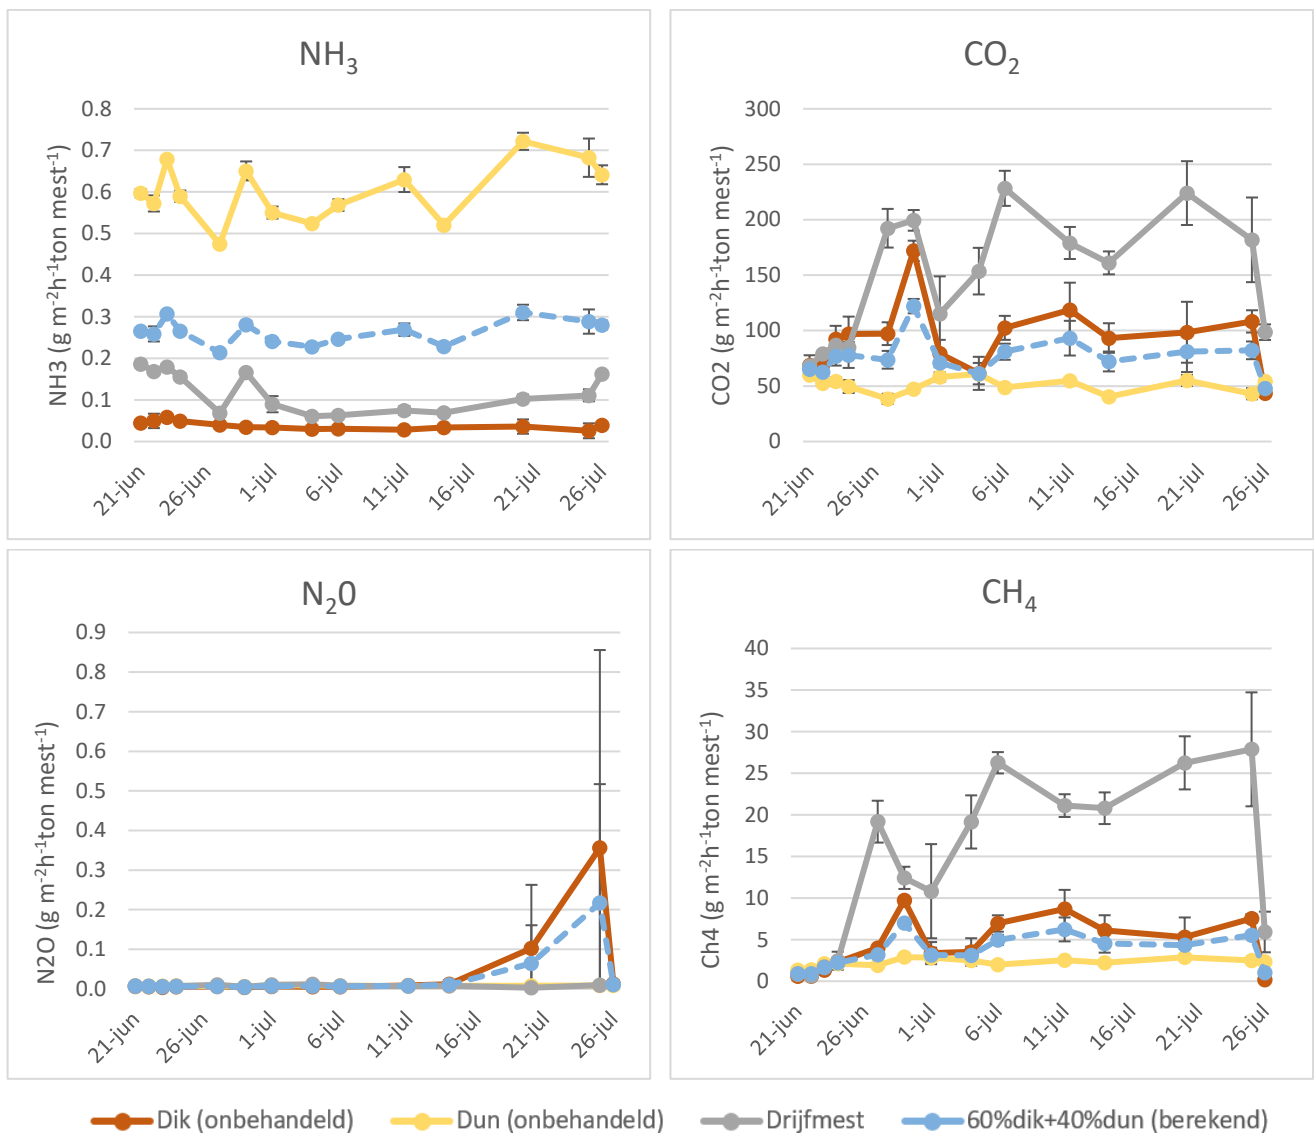 NH₃
NH3 (g m⁻²h⁻¹ton mest⁻¹)
0.8
0.7
0.6
0.5
0.4
0.3
0.2
0.1
0.0
21-jun 26-jun 1-jul 6-jul 11-jul 16-jul 21-jul 26-jul
CO₂
CO2 (g m⁻²h⁻¹ton mest⁻¹)
300
250
200
150
100
50
0
21-jun 26-jun 1-jul 6-jul 11-jul 16-jul 21-jul 26-jul
N₂0
N2O (g m⁻²h⁻¹ton mest⁻¹)
0.9
0.8
0.7
0.6
0.5
0.4
0.3
0.2
0.1
0.0
21-jun 26-jun 1-jul 6-jul 11-jul 16-jul 21-jul 26-jul
CH₄
Ch4 (g m⁻²h⁻¹ton mest⁻¹)
40
35
30
25
20
15
10
5
0
21-jun 26-jun 1-jul 6-jul 11-jul 16-jul 21-jul 26-jul
Dik (onbehandeld) Dun (onbehandeld) Drijfmest 60%dik+40%dun (berekend)